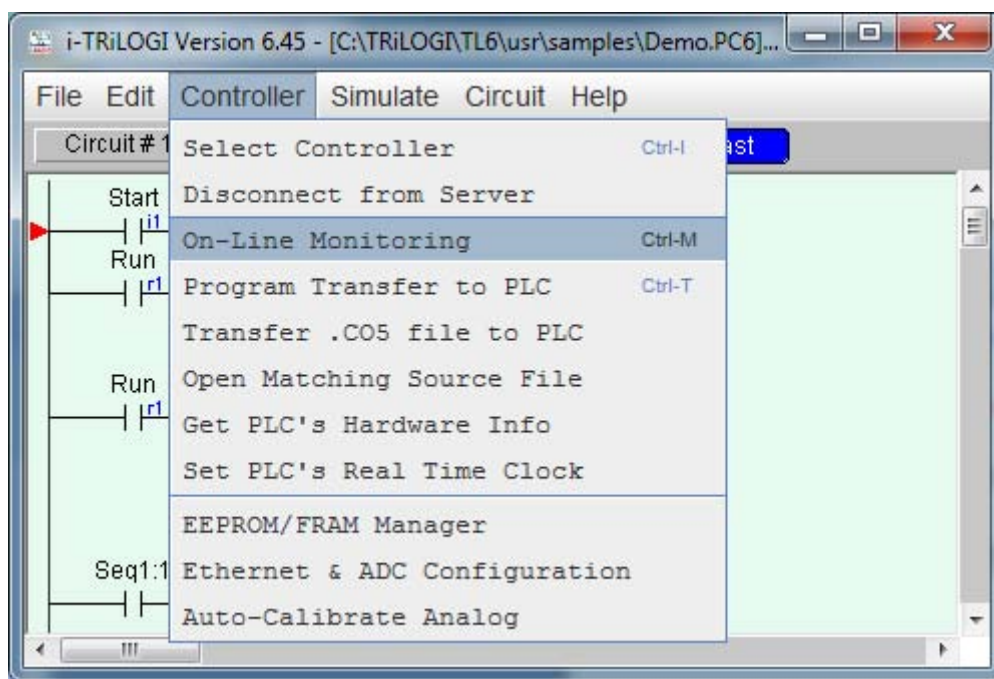 i-TRiLOGI Version 6.45 - [C:\TRiLOGI\TL6\usr\samples\Demo.PC6]...
File Edit Controller Simulate Circuit Help
Circuit # 1
Select Controller Ctrl-I
Disconnect from Server
On-Line Monitoring Ctrl-M
Program Transfer to PLC Ctrl-T
Transfer .CO5 file to PLC
Open Matching Source File
Get PLC's Hardware Info
Set PLC's Real Time Clock
EEPROM/FRAM Manager
Ethernet & ADC Configuration
Auto-Calibrate Analog
Start
i1
Run
r1
Run
r1
Seq1:1